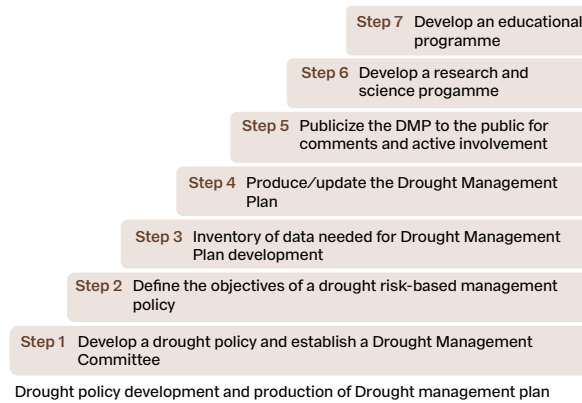 Step 7 Develop an educational
programme
Step 6 Develop a research and
science progamme
Step 5 Publicize the DMP to the public for
comments and active involvement
Step 4 Produce/update the Drought Management
Plan
Step 3 Inventory of data needed for Drought Management
Plan development
Step 2 Define the objectives of a drought risk-based management
policy
Step 1 Develop a drought policy and establish a Drought Management
Committee
Drought policy development and production of Drought management plan